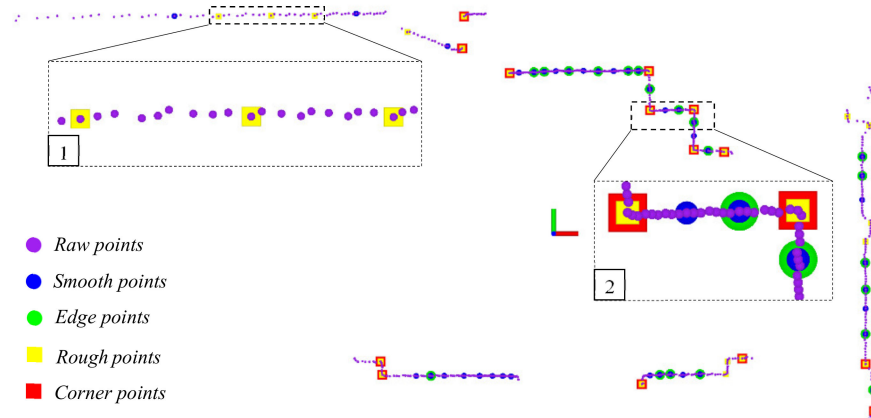 1
2
Raw points
Smooth points
Edge points
Rough points
Corner points